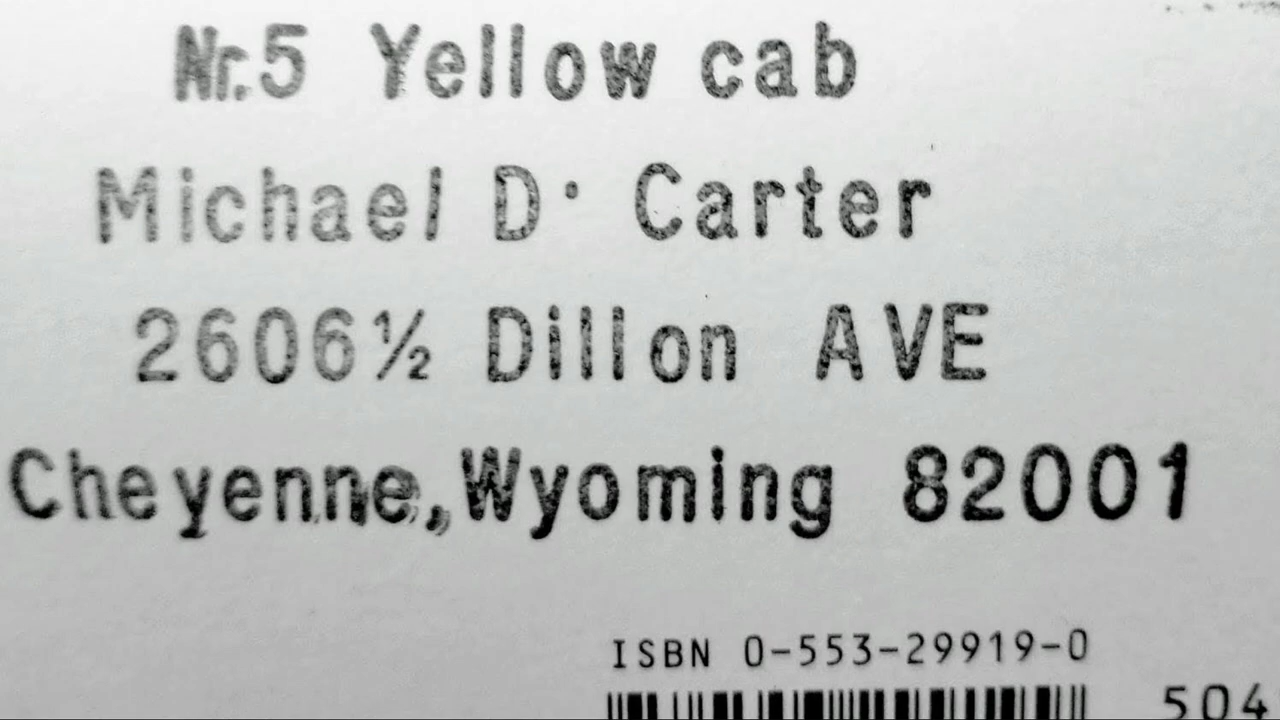 Nr.5 Yellow cab
Michael D. Carter
2606½ Dillon AVE
Cheyenne, Wyoming 82001
ISBN 0-553-29919-0
504